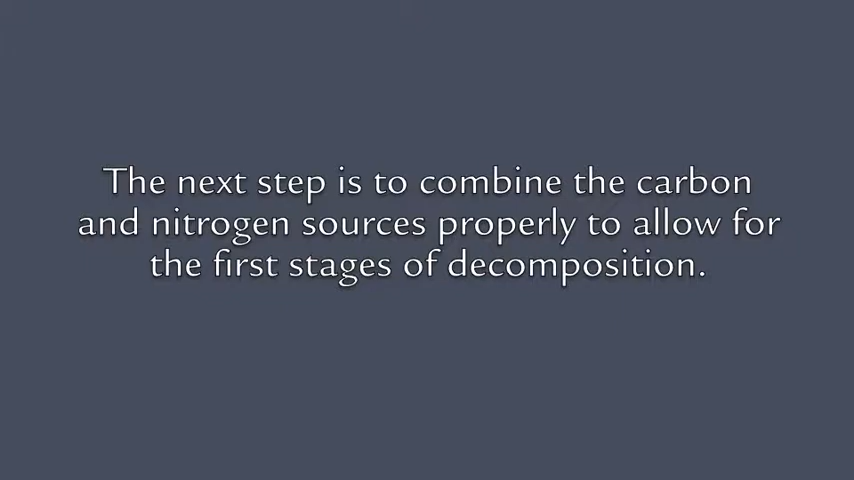 The next step is to combine the carbon
and nitrogen sources properly to allow for
the first stages of decomposition.